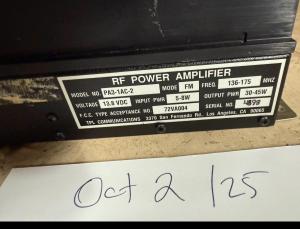 RF POWER AMPLIFIER
MODEL NO. PA3-1AC-2 MODE FM FREQ. 136-175 MHZ
VOLTAGE 13.8 VDC INPUT PWR 5-8W OUTPUT PWR 30-45W
F.C.C. TYPE ACCEPTANCE NO. 72VA004 SERIAL NO.
TPL COMMUNICATIONS 3370 San Fernando Rd. Los Angeles, CA 90065
Oct 2 /25